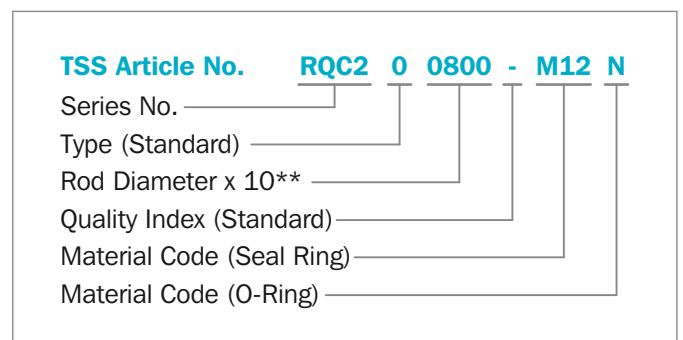 TSS Article No. RQC2 0 0800 - M12 N
Series No.
Type (Standard)
Rod Diameter x 10**
Quality Index (Standard)
Material Code (Seal Ring)
Material Code (O-Ring)